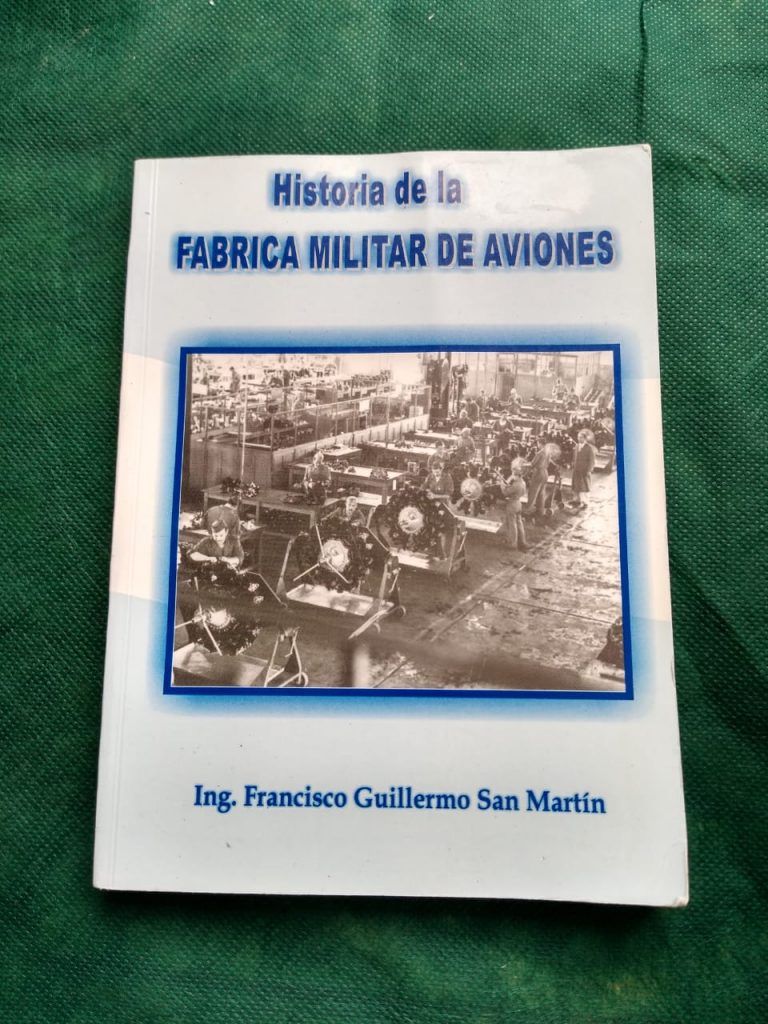 Historia de la
FABRICA MILITAR DE AVIONES
Ing. Francisco Guillermo San Martín